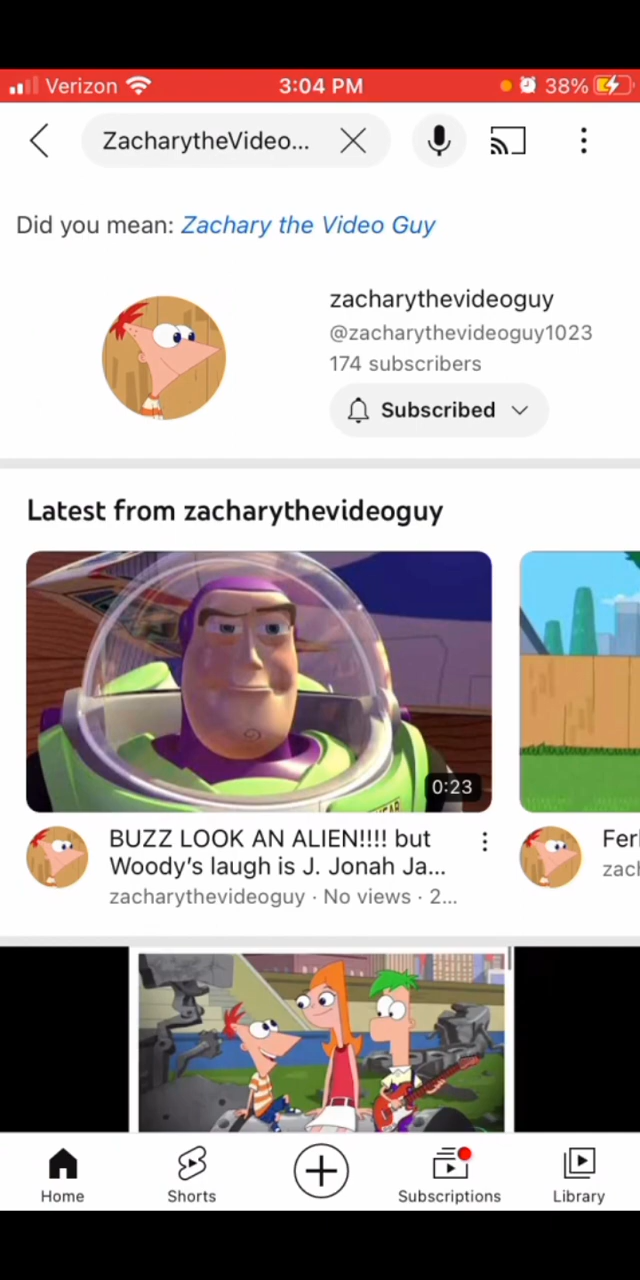 Verizon 3:04 PM 38%
ZacharytheVideo...
Did you mean: Zachary the Video Guy
zacharythevideoguy
@zacharythevideoguy1023
174 subscribers
Subscribed
Latest from zacharythevideoguy
0:23
BUZZ LOOK AN ALIEN!!!! but
Woody's laugh is J. Jonah Ja...
zacharythevideoguy · No views · 2...
Fer
zach
Home Shorts Subscriptions Library